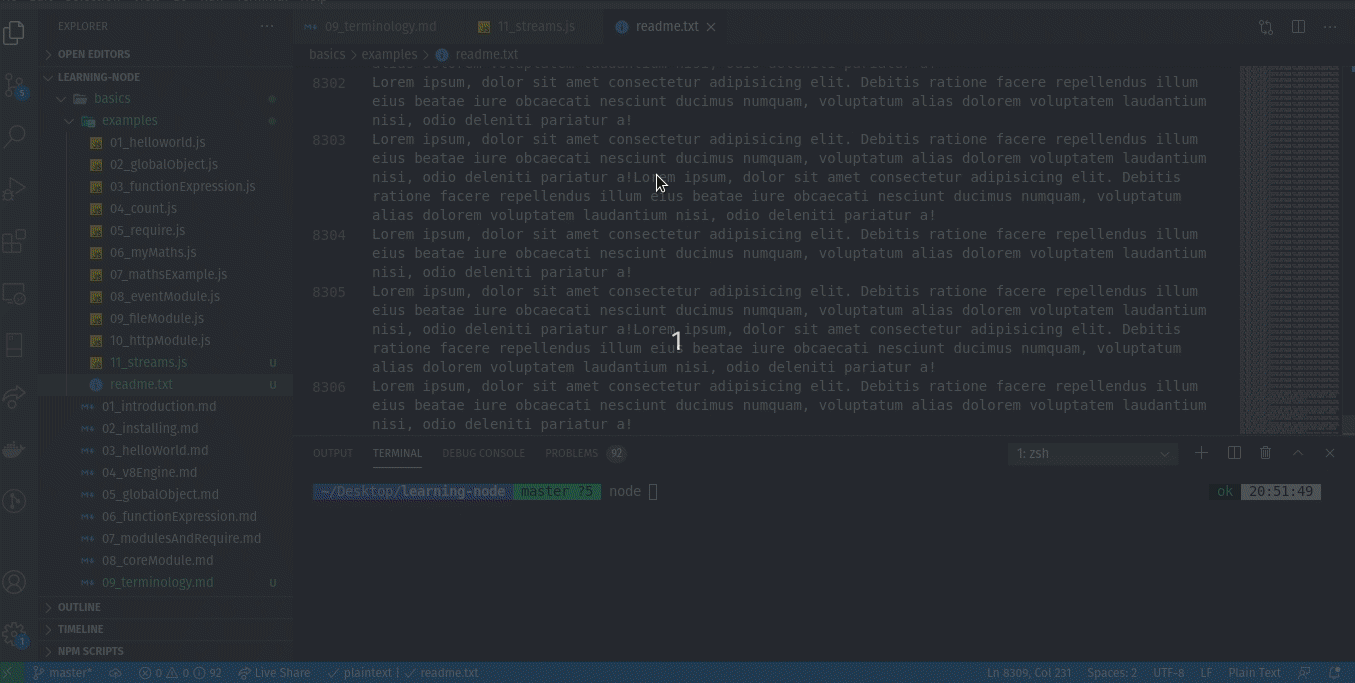 EXPLORER
OPEN EDITORS
LEARNING-NODE
basics
examples
01_helloworld.js
02_globalObject.js
03_functionExpression.js
04_count.js
05_require.js
06_myMaths.js
07_mathsExample.js
08_eventModule.js
09_fileModule.js
10_httpModule.js
11_streams.js U
readme.txt U
01_introduction.md
02_installing.md
03_helloWorld.md
04_v8Engine.md
05_globalObject.md
06_functionExpression.md
07_modulesAndRequire.md
08_coreModule.md
09_terminology.md U
OUTLINE
TIMELINE
NPM SCRIPTS
5
1
09_terminology.md 11_streams.js readme.txt
basics > examples > readme.txt
8302 Lorem ipsum, dolor sit amet consectetur adipisicing elit. Debitis ratione facere repellendus illum
eius beatae iure obcaecati nesciunt ducimus numquam, voluptatum alias dolorem voluptatem laudantium
nisi, odio deleniti pariatur a!
8303 Lorem ipsum, dolor sit amet consectetur adipisicing elit. Debitis ratione facere repellendus illum
eius beatae iure obcaecati nesciunt ducimus numquam, voluptatum alias dolorem voluptatem laudantium
nisi, odio deleniti pariatur a!Lorem ipsum, dolor sit amet consectetur adipisicing elit. Debitis
ratione facere repellendus illum eius beatae iure obcaecati nesciunt ducimus numquam, voluptatum
alias dolorem voluptatem laudantium nisi, odio deleniti pariatur a!
8304 Lorem ipsum, dolor sit amet consectetur adipisicing elit. Debitis ratione facere repellendus illum
eius beatae iure obcaecati nesciunt ducimus numquam, voluptatum alias dolorem voluptatem laudantium
nisi, odio deleniti pariatur a!
8305 Lorem ipsum, dolor sit amet consectetur adipisicing elit. Debitis ratione facere repellendus illum
eius beatae iure obcaecati nesciunt ducimus numquam, voluptatum alias dolorem voluptatem laudantium
nisi, odio deleniti pariatur a!Lorem ipsum, dolor sit amet consectetur adipisicing elit. Debitis
ratione facere repellendus illum eius beatae iure obcaecati nesciunt ducimus numquam, voluptatum
alias dolorem voluptatem laudantium nisi, odio deleniti pariatur a!
8306 Lorem ipsum, dolor sit amet consectetur adipisicing elit. Debitis ratione facere repellendus illum
eius beatae iure obcaecati nesciunt ducimus numquam, voluptatum alias dolorem voluptatem laudantium
nisi, odio deleniti pariatur a!
1
OUTPUT TERMINAL DEBUG CONSOLE PROBLEMS 92 1: zsh
~/Desktop/learning-node master ?5 node ok 20:51:49
master* 0 0 92 Live Share plaintext | readme.txt Ln 8309, Col 231 Spaces: 2 UTF-8 LF Plain Text